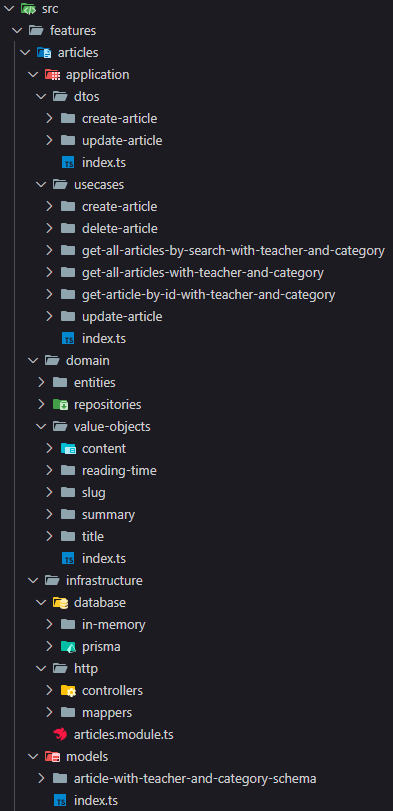 src
features
articles
application
dtos
create-article
update-article
TS index.ts
usecases
create-article
delete-article
get-all-articles-by-search-with-teacher-and-category
get-all-articles-with-teacher-and-category
get-article-by-id-with-teacher-and-category
update-article
TS index.ts
domain
entities
repositories
value-objects
content
reading-time
slug
summary
title
TS index.ts
infrastructure
database
in-memory
prisma
http
controllers
mappers
articles.module.ts
models
article-with-teacher-and-category-schema
TS index.ts